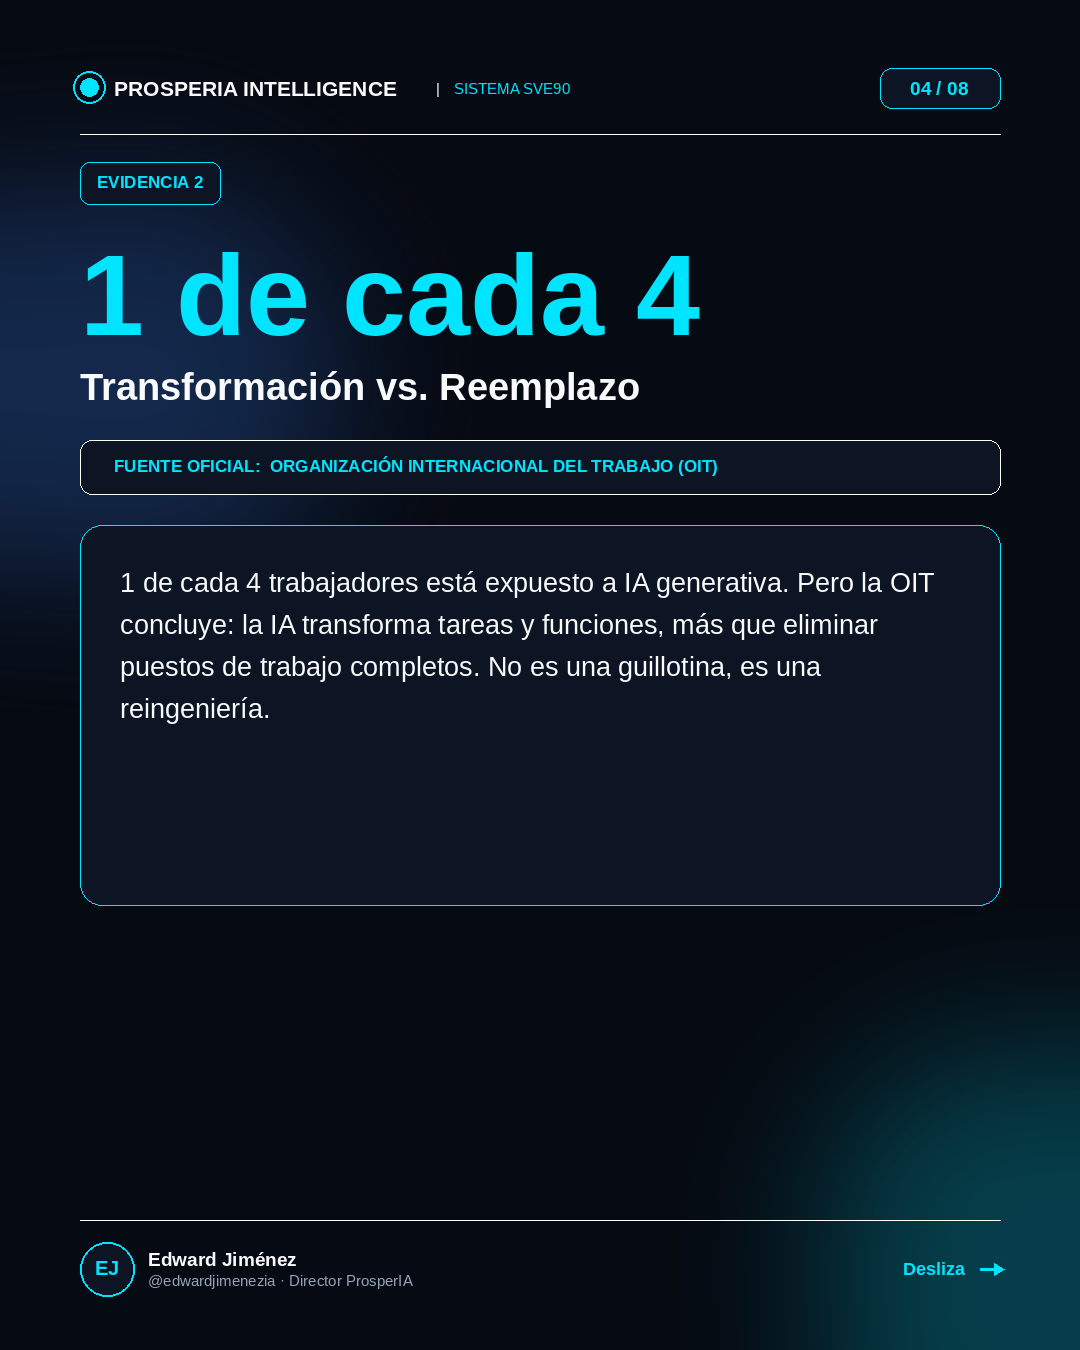 PROSPERIA INTELLIGENCE | SISTEMA SVE90
04 / 08
EVIDENCIA 2
1 de cada 4
Transformación vs. Reemplazo
FUENTE OFICIAL: ORGANIZACIÓN INTERNACIONAL DEL TRABAJO (OIT)
1 de cada 4 trabajadores está expuesto a IA generativa. Pero la OIT
concluye: la IA transforma tareas y funciones, más que eliminar
puestos de trabajo completos. No es una guillotina, es una
reingeniería.
EJ
Edward Jiménez
@edwardjimenezia · Director ProsperIA
Desliza